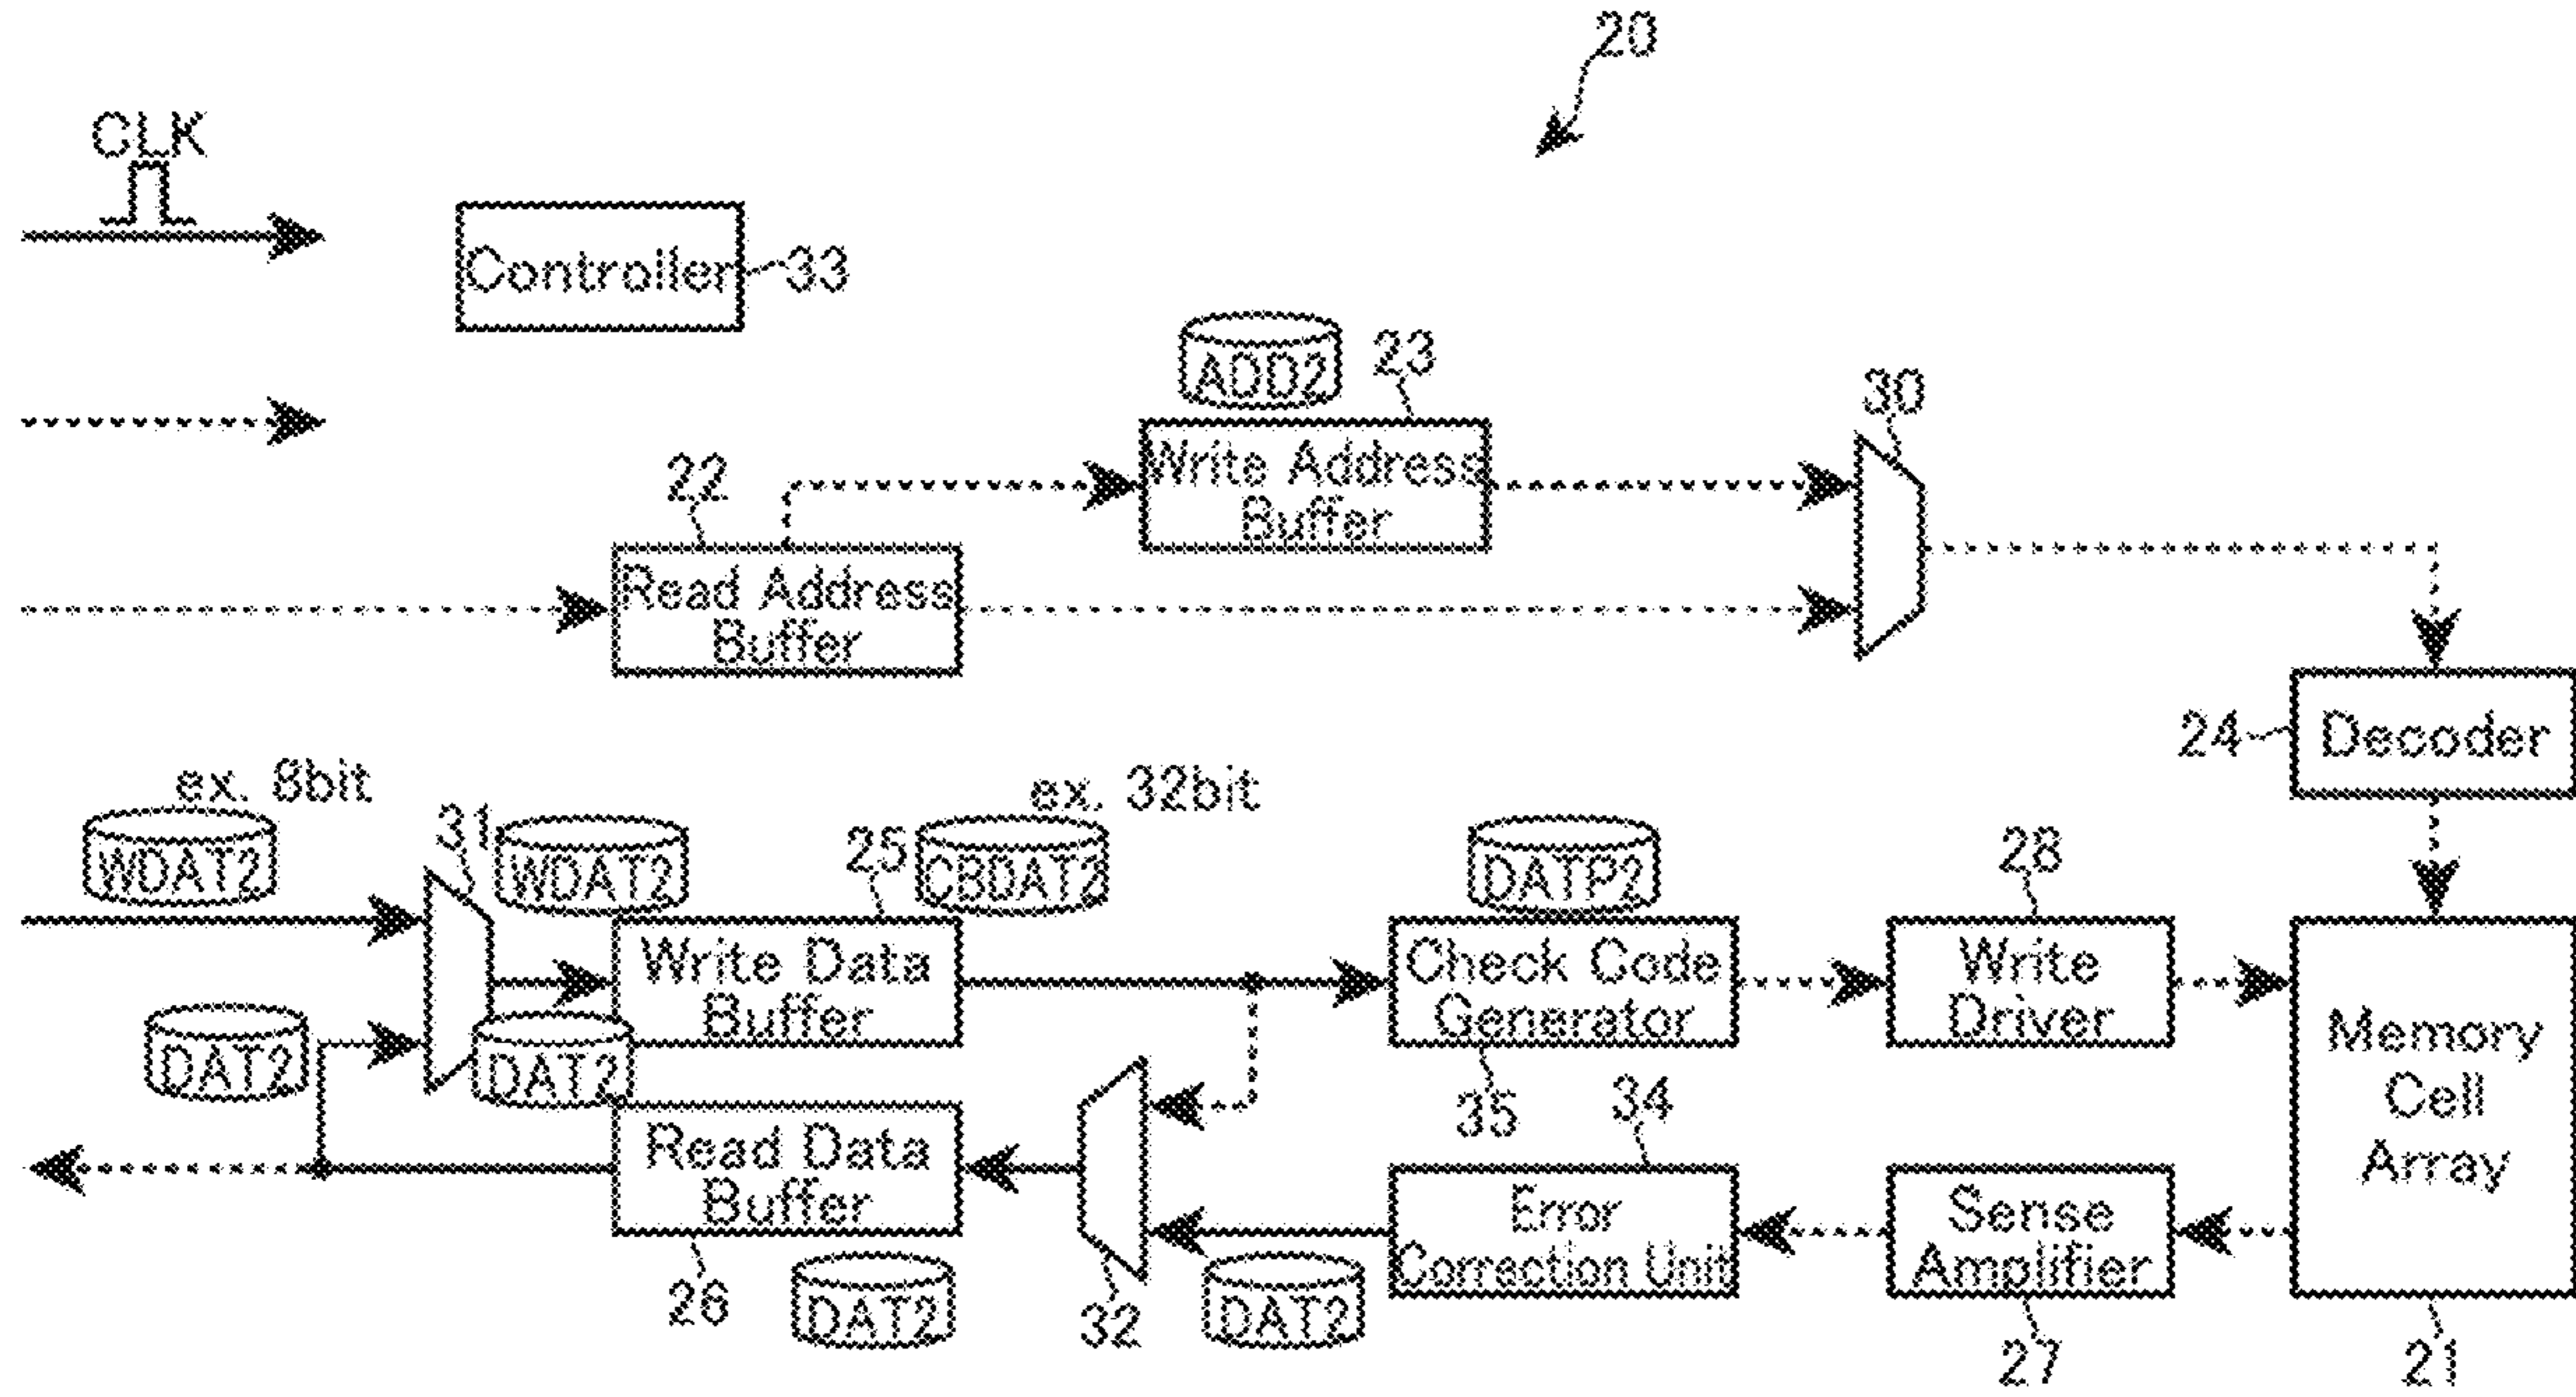 20
CLK
Controller
33
ADD2
23
30
22
Write Address
Buffer
Read Address
Buffer
24
Decoder
ex. 8bit
ex. 32bit
WDAT2
31
WDAT2
25
CBDAT2
DATP2
28
Write Data
Buffer
Check Code
Generator
Write
Driver
Memory
Cell
Array
DAT2
DAT2
35
34
Read Data
Buffer
Error
Correction Unit
Sense
Amplifier
26
DAT2
32
DAT2
27
21